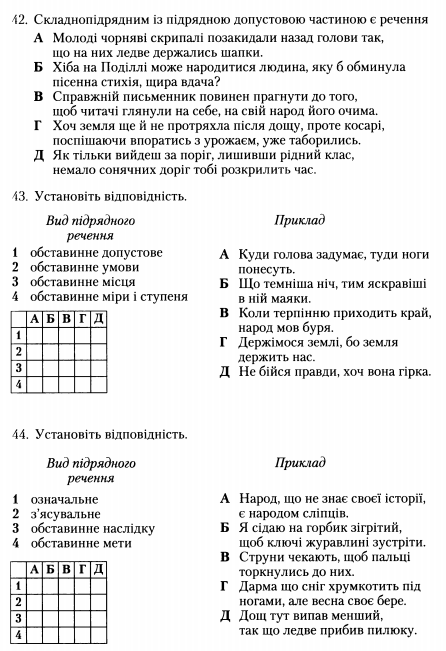 42. Складнопідрядним із підрядною допустовою частиною є речення
А Молоді чорняві скрипалі позакидали назад голови так,
що на них ледве держались шапки.
Б Хіба на Поділлі може народитися людина, яку б обминула
пісенна стихія, щира вдача?
В Справжній письменник повинен прагнути до того,
щоб читачі глянули на себе, на свій народ його очима.
Г Хоч земля ще й не протряхла після дощу, проте косарі,
поспішаючи впоратись з урожаєм, уже таборились.
Д Як тільки вийдеш за поріг, лишивши рідний клас,
немало сонячних доріг тобі розкрилить час.
43. Установіть відповідність.
Вид підрядного
речення
1 обставинне допустове
2 обставинне умови
3 обставинне місця
4 обставинне міри і ступеня
А Б В Г Д
1
2
3
4
Приклад
А Куди голова задумає, туди ноги
понесуть.
Б Що темніша ніч, тим яскравіші
в ній маяки.
В Коли терпінню приходить край,
народ мов буря.
Г Держімося землі, бо земля
держить нас.
Д Не бійся правди, хоч вона гірка.
44. Установіть відповідність.
Вид підрядного
речення
1 означальне
2 з'ясувальне
3 обставинне наслідку
4 обставинне мети
А Б В Г Д
1
2
3
4
Приклад
А Народ, що не знає своєї історії,
є народом сліпців.
Б Я сідаю на горбик зігрітий,
щоб ключі журавлині зустріти.
В Струни чекають, щоб пальці
торкнулись до них.
Г Дарма що сніг хрумкотить під
ногами, але весна своє бере.
Д Дощ тут випав менший,
так що ледве прибив пилюку.